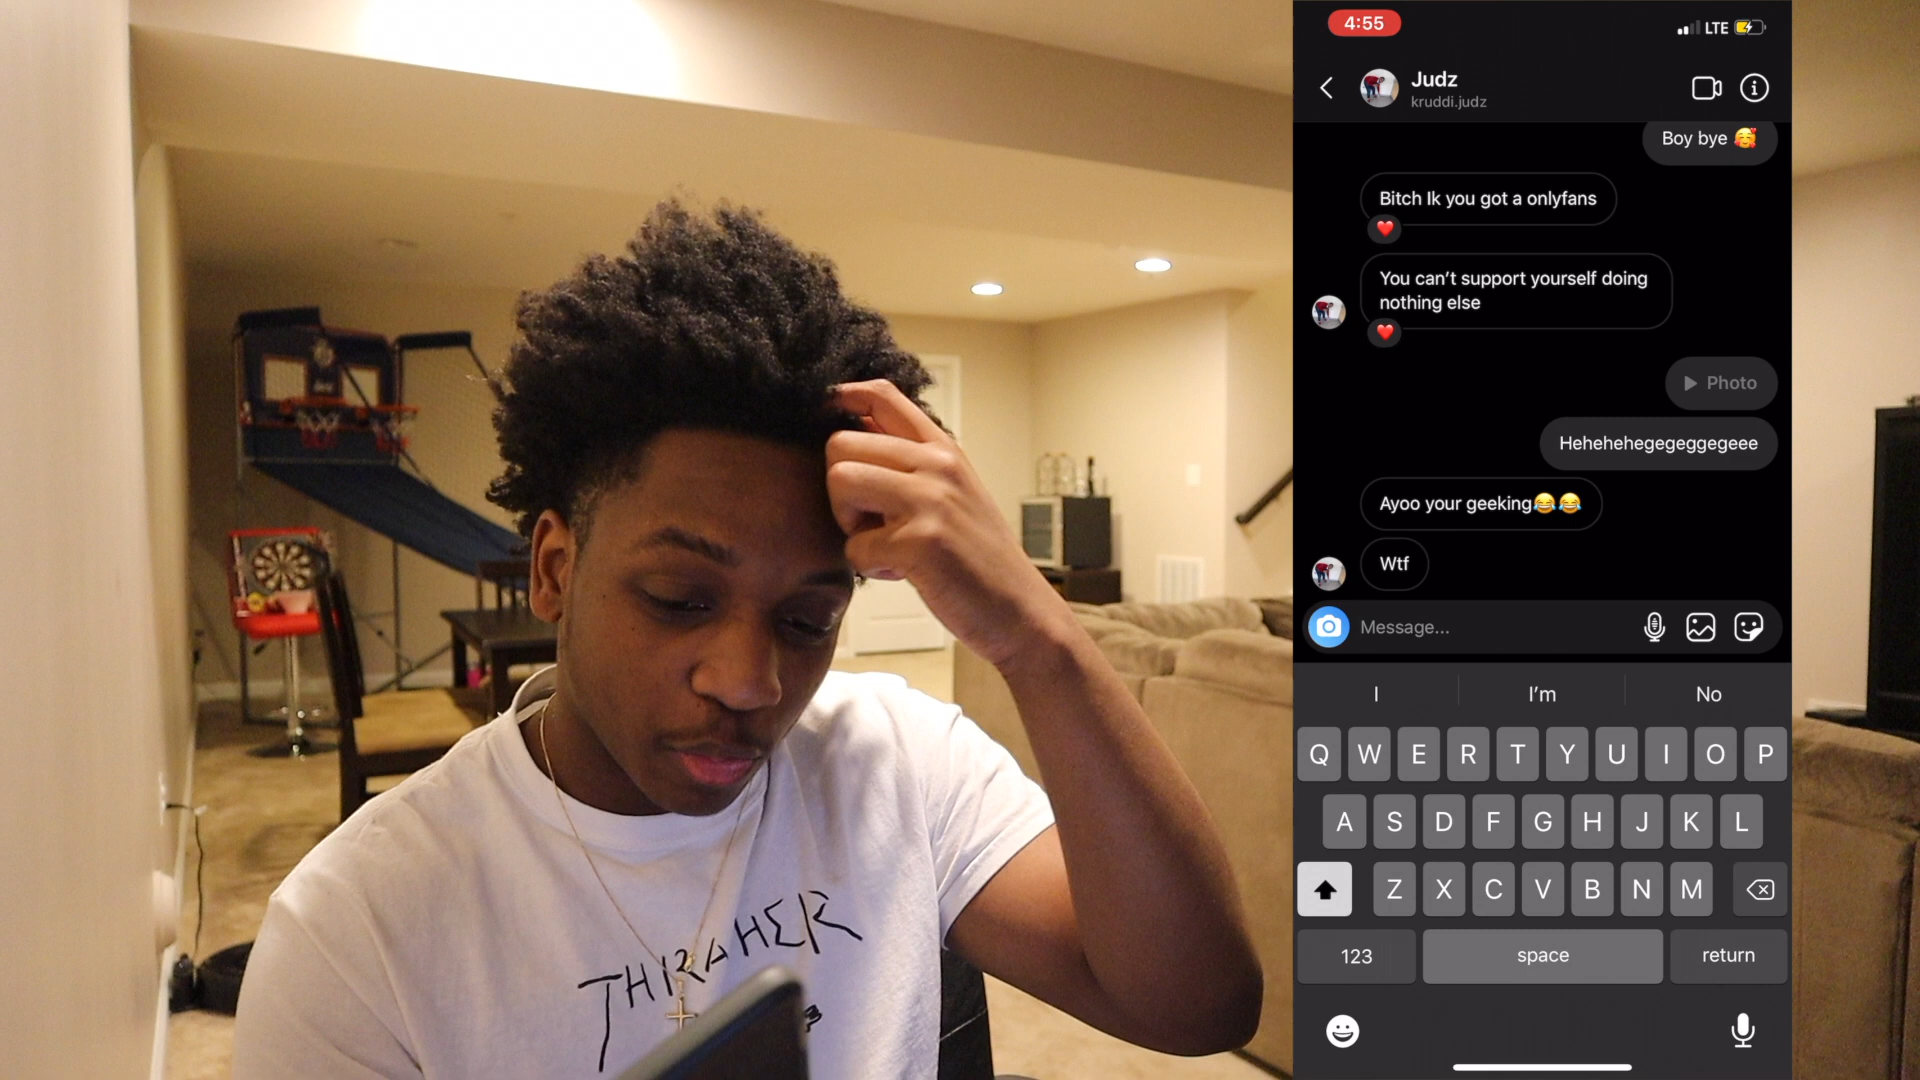 THRAHER
4:55
LTE
Judz
kruddi.judz
Boy bye 🥰
Bitch Ik you got a onlyfans
❤️
You can’t support yourself doing
nothing else
❤️
Photo
Hehehehegegeggegeee
Ayoo your geeking😂😂
Wtf
Message...
I I’m No
Q W E R T Y U I O P
A S D F G H J K L
Z X C V B N M
123 space return